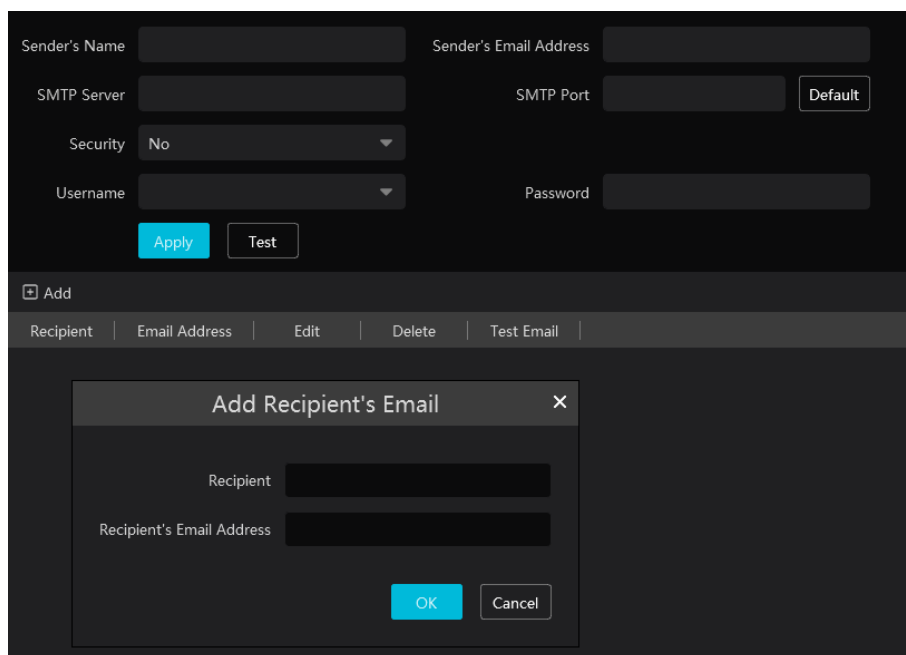 Sender's Name
Sender's Email Address
SMTP Server
SMTP Port
Default
Security
No
Username
Password
Apply
Test
Add
Recipient
Email Address
Edit
Delete
Test Email
Add Recipient's Email
Recipient
Recipient's Email Address
OK
Cancel